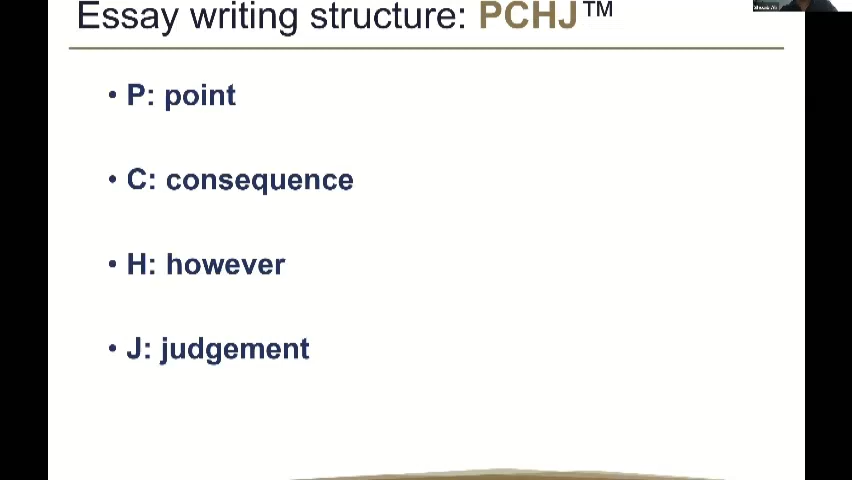 Essay writing structure: PCHJ™
• P: point
• C: consequence
• H: however
• J: judgement